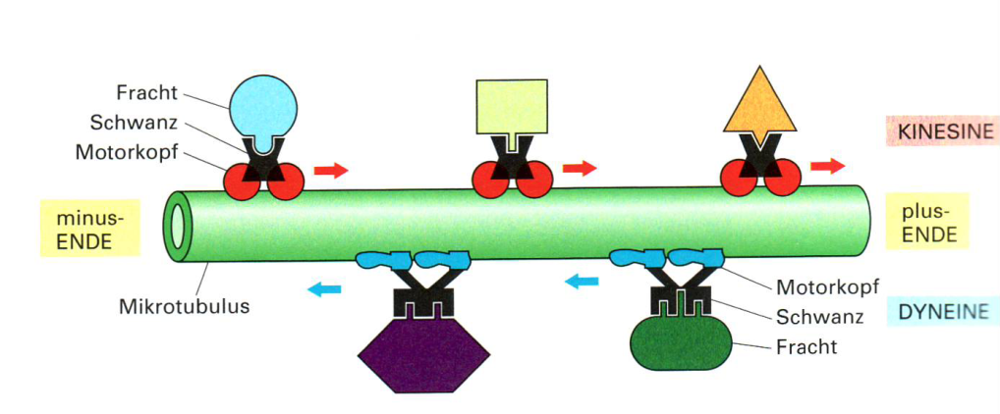 Fracht
Schwanz
Motorkopf
KINESINE
minus-
ENDE
plus-
ENDE
Mikrotubulus
Motorkopf
Schwanz
Fracht
DYNEINE